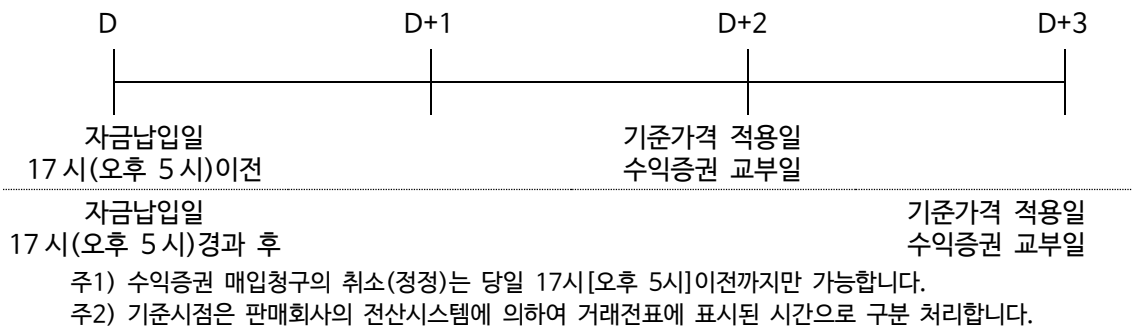 D D+1 D+2 D+3
자금납입일 기준가격 적용일
17시(오후 5시)이전 수익증권 교부일
자금납입일 기준가격 적용일
17시(오후 5시)경과 후 수익증권 교부일
주1) 수익증권 매입청구의 취소(정정)는 당일 17시[오후 5시]이전까지만 가능합니다.
주2) 기준시점은 판매회사의 전산시스템에 의하여 거래전표에 표시된 시간으로 구분 처리합니다.